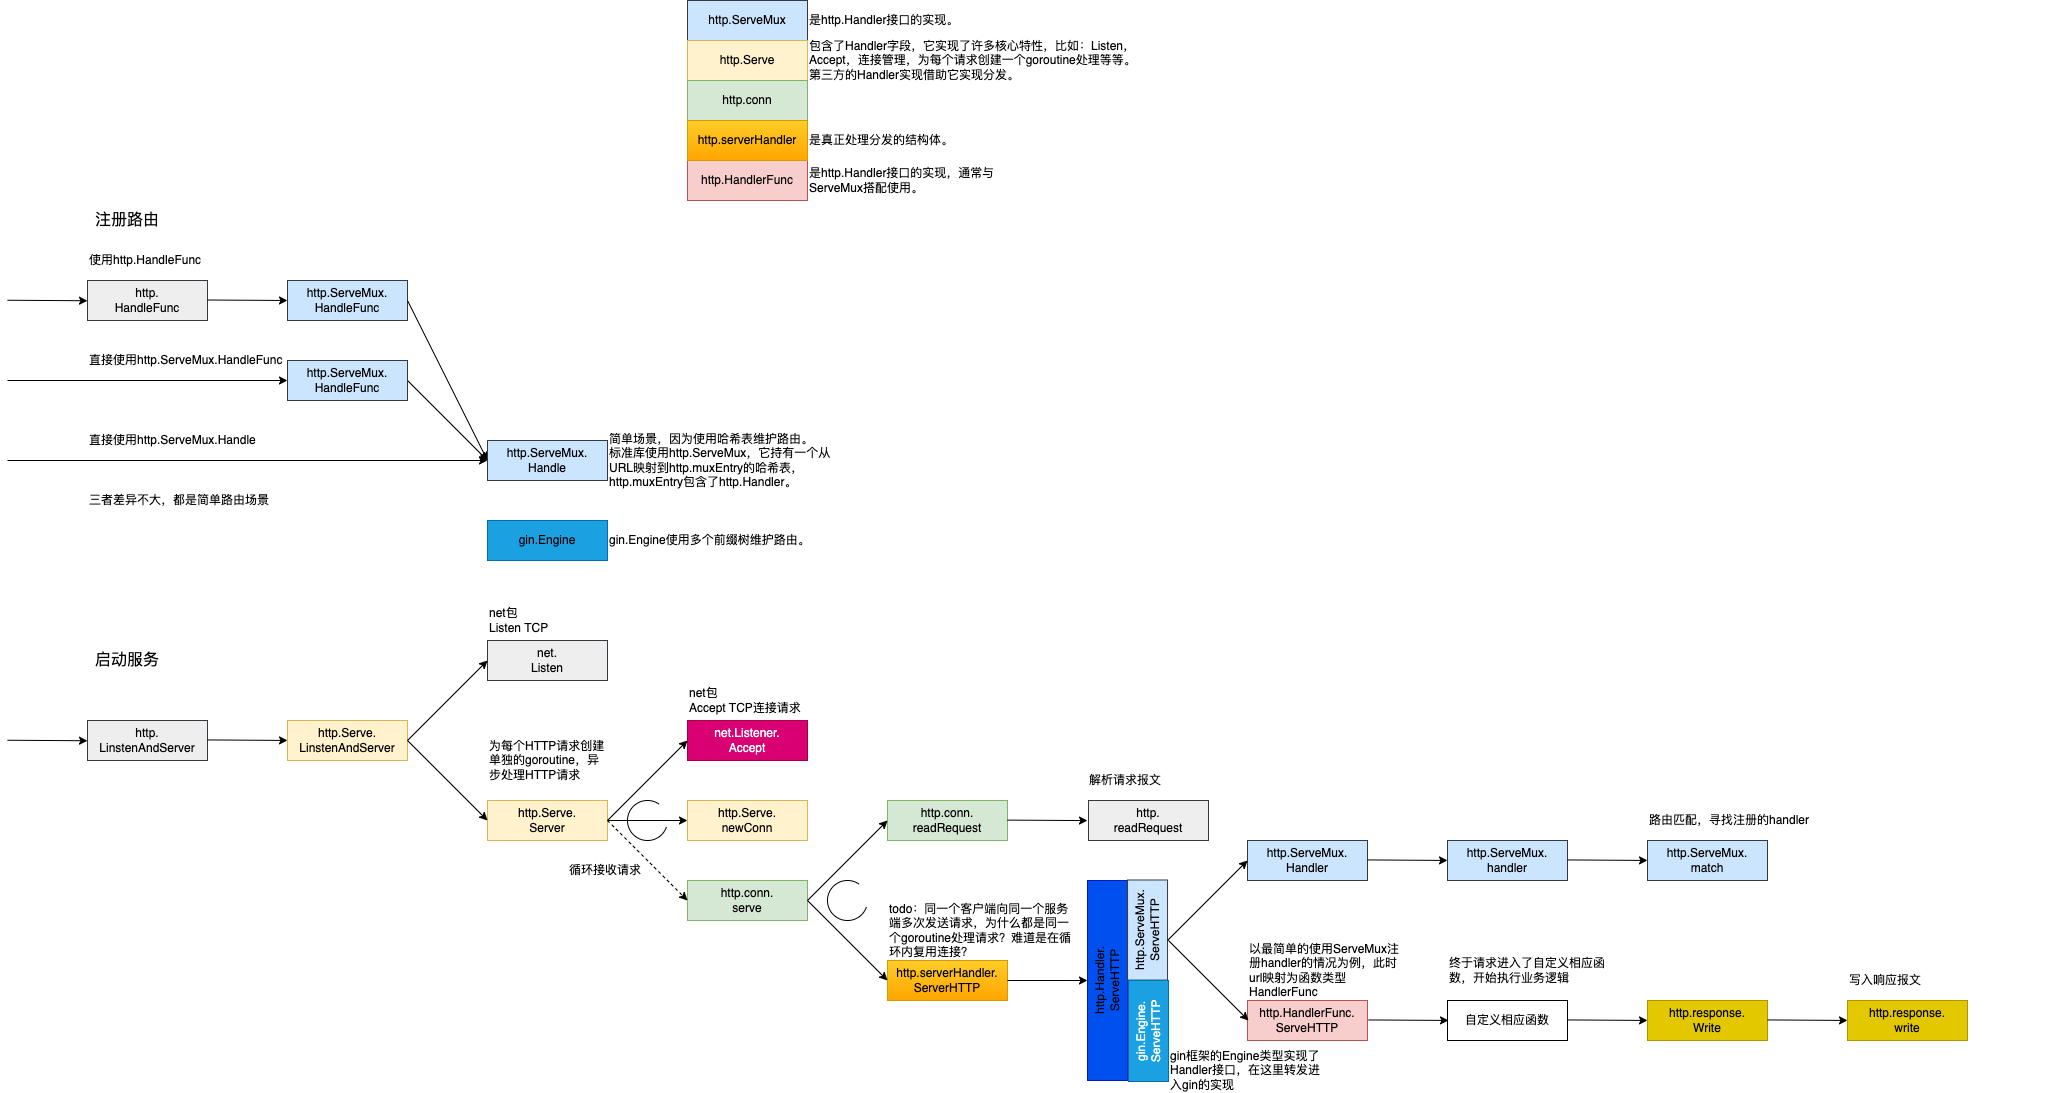 http.ServeMux
是http.Handler接口的实现。
http.Serve
包含了Handler字段，它实现了许多核心特性，比如：Listen，
Accept，连接管理，为每个请求创建一个goroutine处理等等。
第三方的Handler实现借助它实现分发。
http.conn
http.serverHandler
是真正处理分发的结构体。
http.HandlerFunc
是http.Handler接口的实现，通常与
ServeMux搭配使用。
注册路由
使用http.HandleFunc
http.
HandleFunc
http.ServeMux.
HandleFunc
直接使用http.ServeMux.HandleFunc
http.ServeMux.
HandleFunc
直接使用http.ServeMux.Handle
http.ServeMux.
Handle
简单场景，因为使用哈希表维护路由。
标准库使用http.ServeMux，它持有一个从
URL映射到http.muxEntry的哈希表，
http.muxEntry包含了http.Handler。
三者差异不大，都是简单路由场景
gin.Engine
gin.Engine使用多个前缀树维护路由。
启动服务
net包
Listen TCP
net.
Listen
http.
LinstenAndServer
http.Serve.
LinstenAndServer
net包
Accept TCP连接请求
net.Listener.
Accept
为每个HTTP请求创建
单独的goroutine，异
步处理HTTP请求
http.Serve.
Server
http.Serve.
newConn
循环接收请求
http.conn.
serve
http.conn.
readRequest
解析请求报文
http.
readRequest
todo：同一个客户端向同一个服务
端多次发送请求，为什么都是同一
个goroutine处理请求？难道是在循
环内复用连接？
http.serverHandler.
ServerHTTP
http.Handler.
ServeHTTP
http.ServeMux.
ServeHTTP
gin.Engine.
ServeHTTP
gin框架的Engine类型实现了
Handler接口，在这里转发进
入gin的实现
http.ServeMux.
Handler
http.ServeMux.
handler
路由匹配，寻找注册的handler
http.ServeMux.
match
以最简单的使用ServeMux注
册handler的情况为例，此时
url映射为函数类型
HandlerFunc
http.HandlerFunc.
ServeHTTP
终于请求进入了自定义相应函
数，开始执行业务逻辑
自定义相应函数
http.response.
Write
写入响应报文
http.response.
write